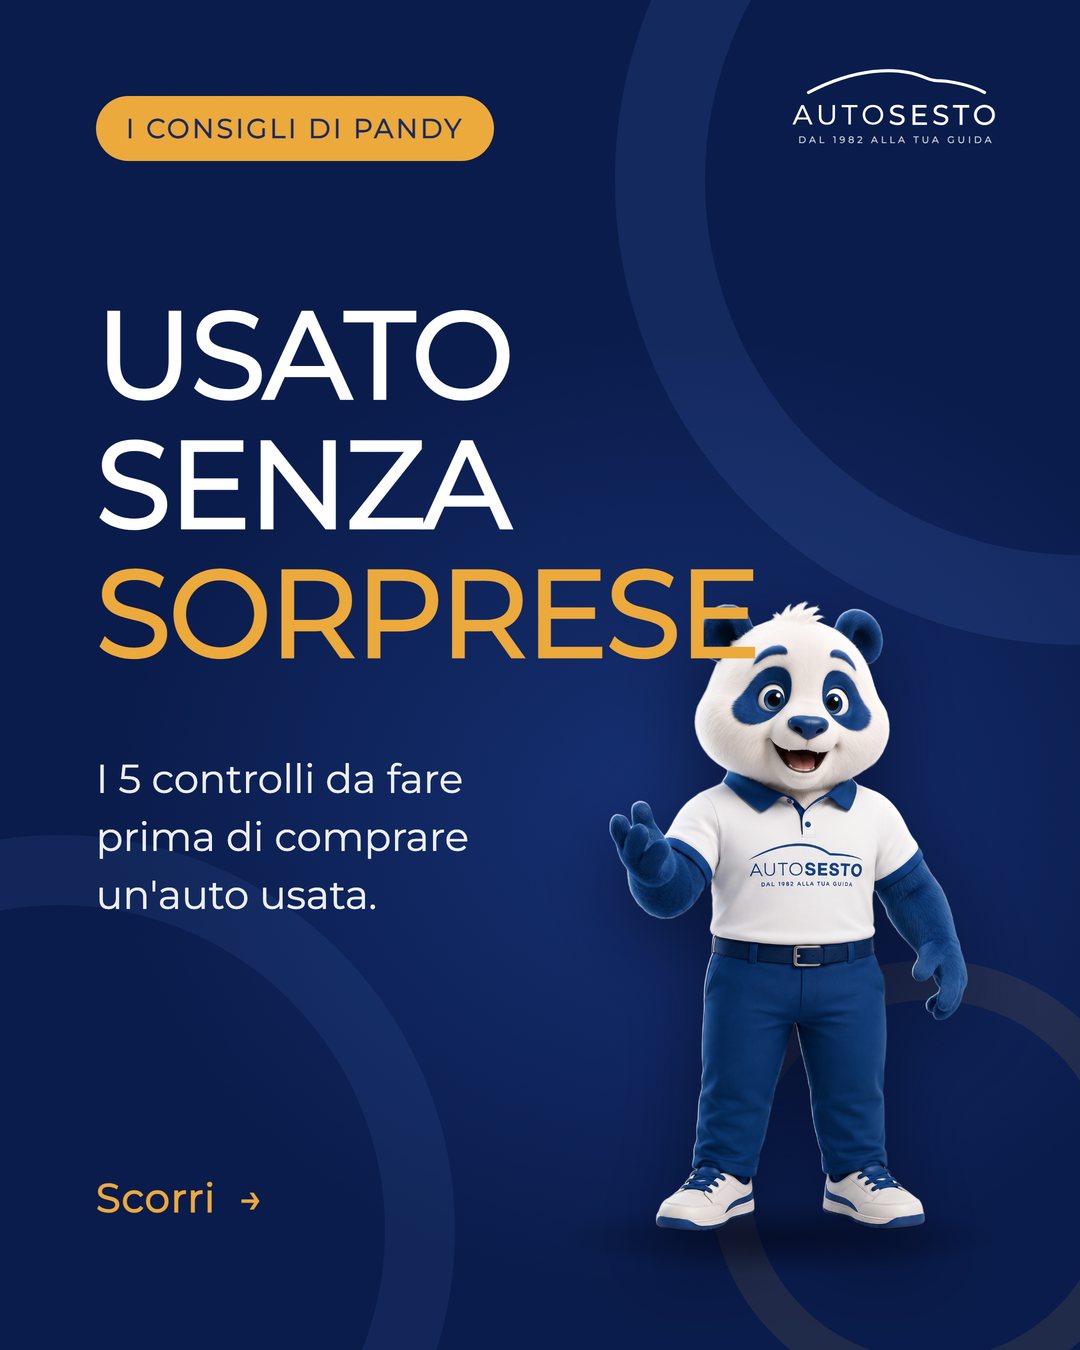 I CONSIGLI DI PANDY
AUTOSESTO
DAL 1982 ALLA TUA GUIDA
USATO
SENZA
SORPRESE
I 5 controlli da fare
prima di comprare
un'auto usata.
AUTOSESTO
DAL 1982 ALLA TUA GUIDA
Scorri →